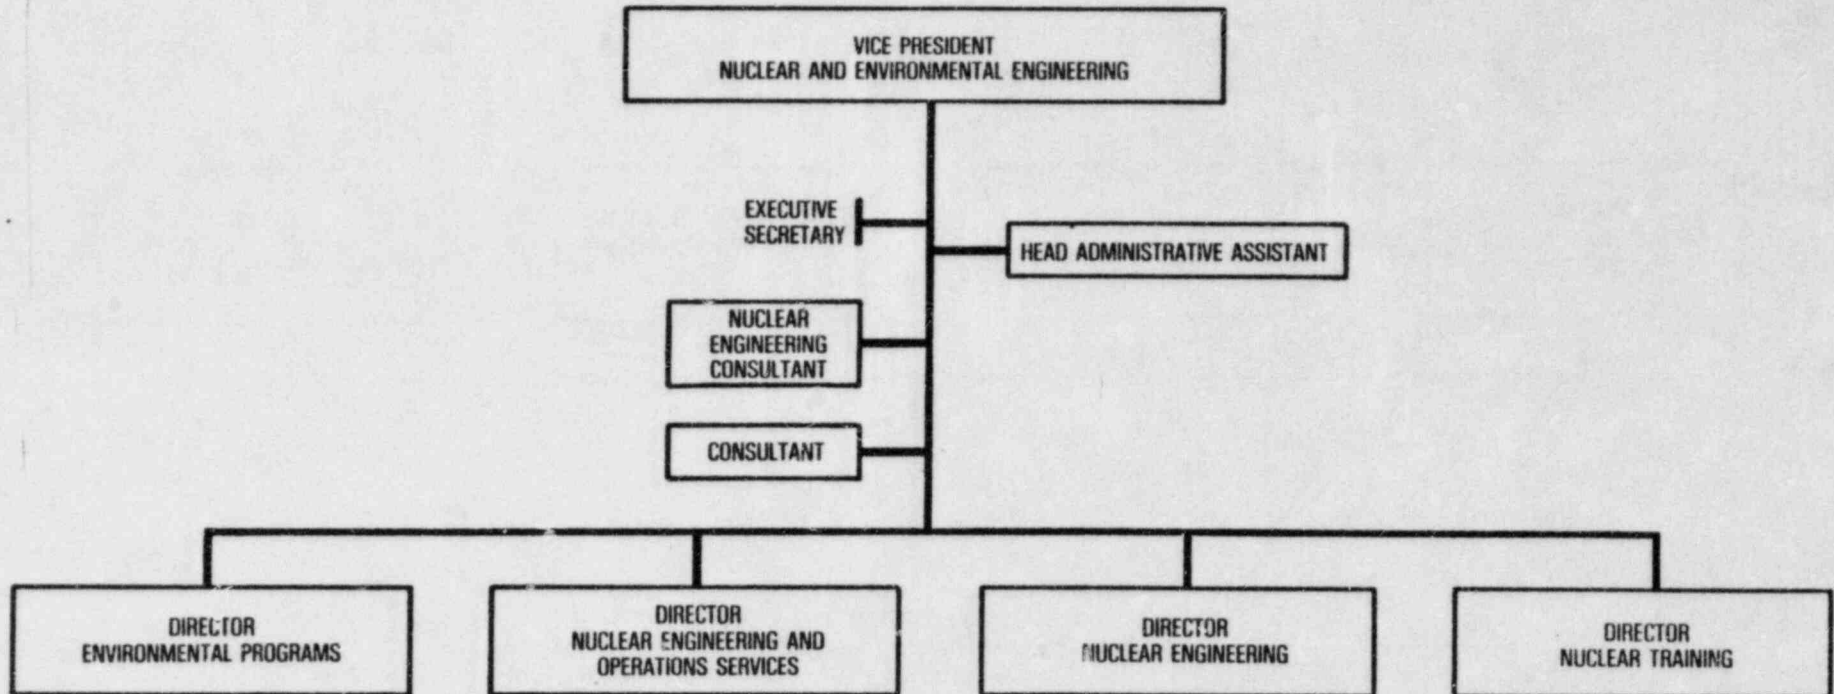 VICE PRESIDENT
NUCLEAR AND ENVIRONMENTAL ENGINEERING
EXECUTIVE
SECRETARY
HEAD ADMINISTRATIVE ASSISTANT
NUCLEAR
ENGINEERING
CONSULTANT
CONSULTANT
DIRECTOR
ENVIRONMENTAL PROGRAMS
DIRECTOR
NUCLEAR ENGINEERING AND
OPERATIONS SERVICES
DIRECTOR
NUCLEAR ENGINEERING
DIRECTOR
NUCLEAR TRAINING